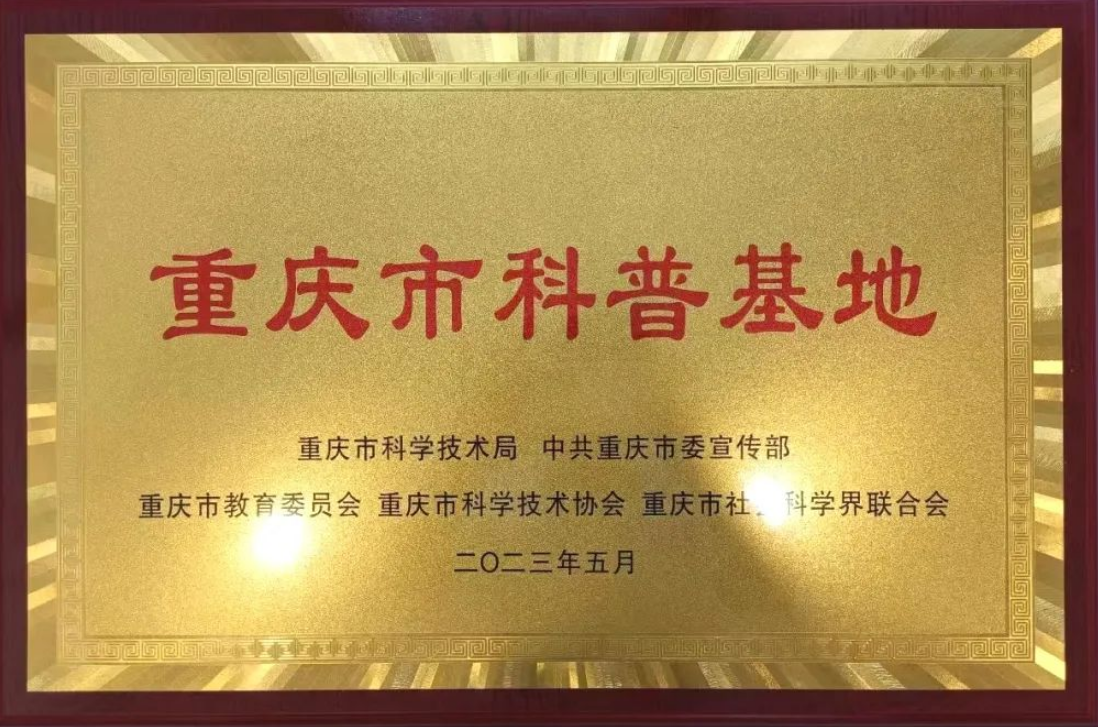 重庆市科普基地
重庆市科学技术局 中共重庆市委宣传部
重庆市教育委员会 重庆市科学技术协会 重庆市社会科学界联合会
二〇二三年五月